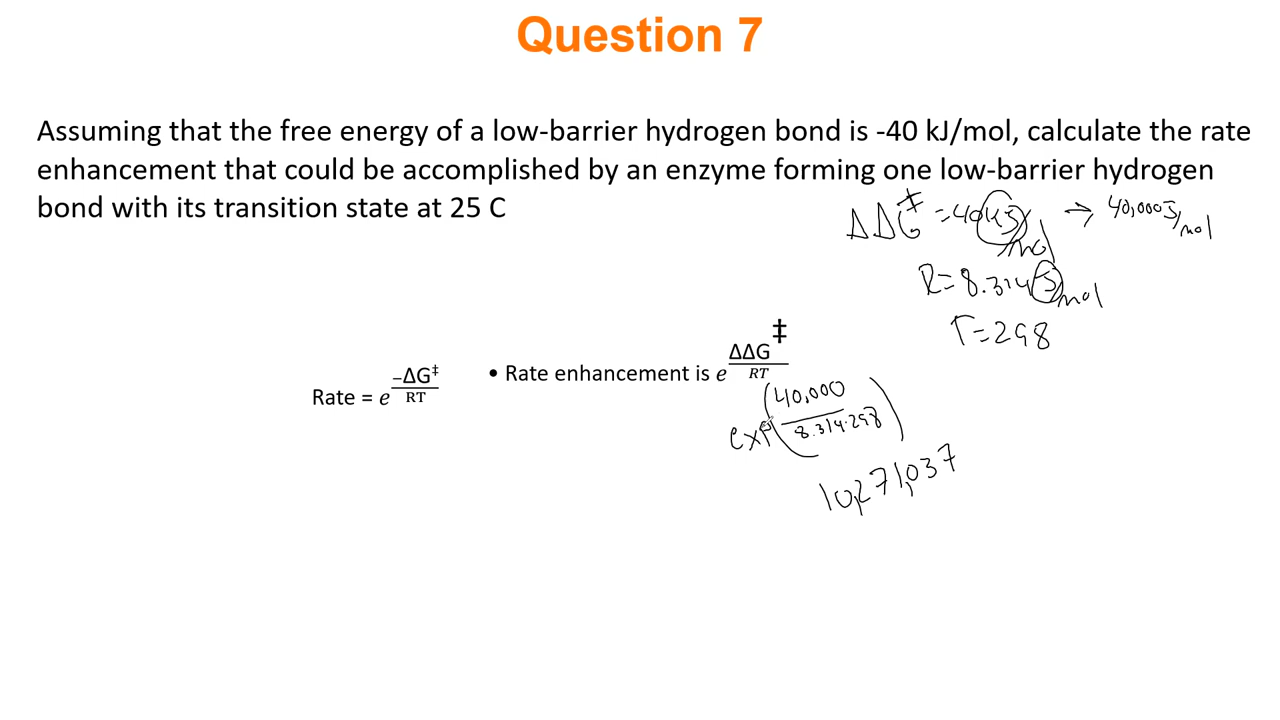 Question 7
Assuming that the free energy of a low-barrier hydrogen bond is -40 kJ/mol, calculate the rate
enhancement that could be accomplished by an enzyme forming one low-barrier hydrogen
bond with its transition state at 25 C
ΔΔG‡ = 40 kJ/mol → 40,000 J/mol
R = 8.314 J/mol
T = 298
Rate = e^(−ΔG‡/RT)
• Rate enhancement is e^(ΔΔG‡/RT)
exp(40,000/8.314·298)
10,271,037